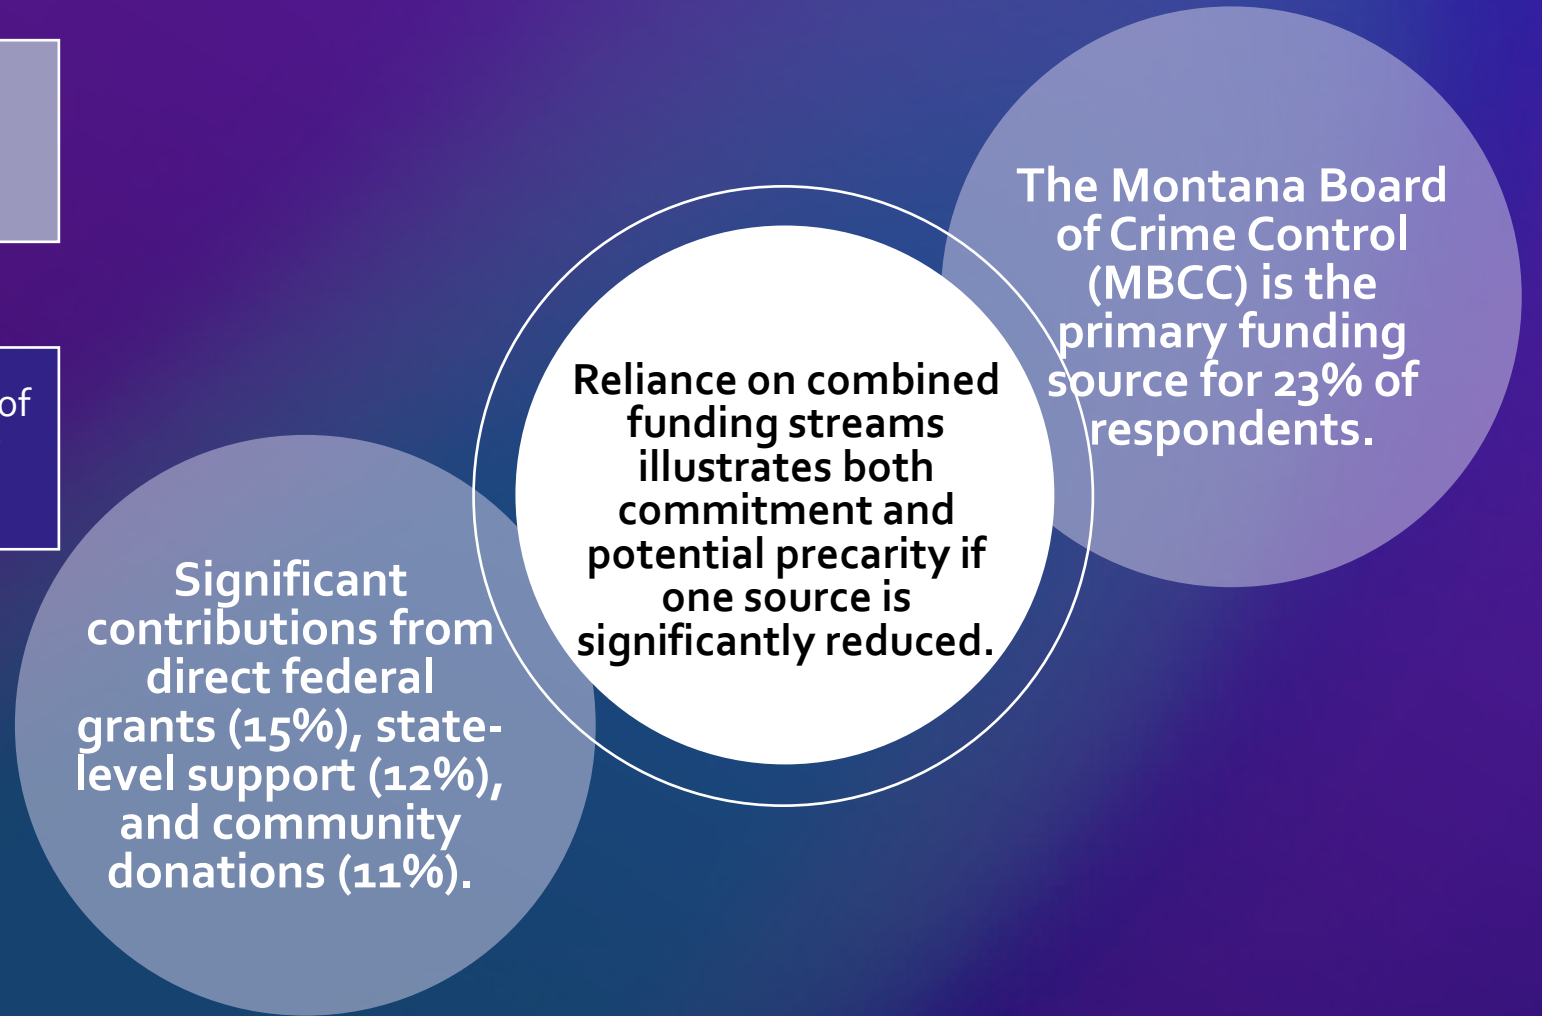 of
The Montana Board
of Crime Control
(MBCC) is the
primary funding
source for 23% of
respondents.
Reliance on combined
funding streams
illustrates both
commitment and
potential precarity if
one source is
significantly reduced.
Significant
contributions from
direct federal
grants (15%), state-
level support (12%),
and community
donations (11%).